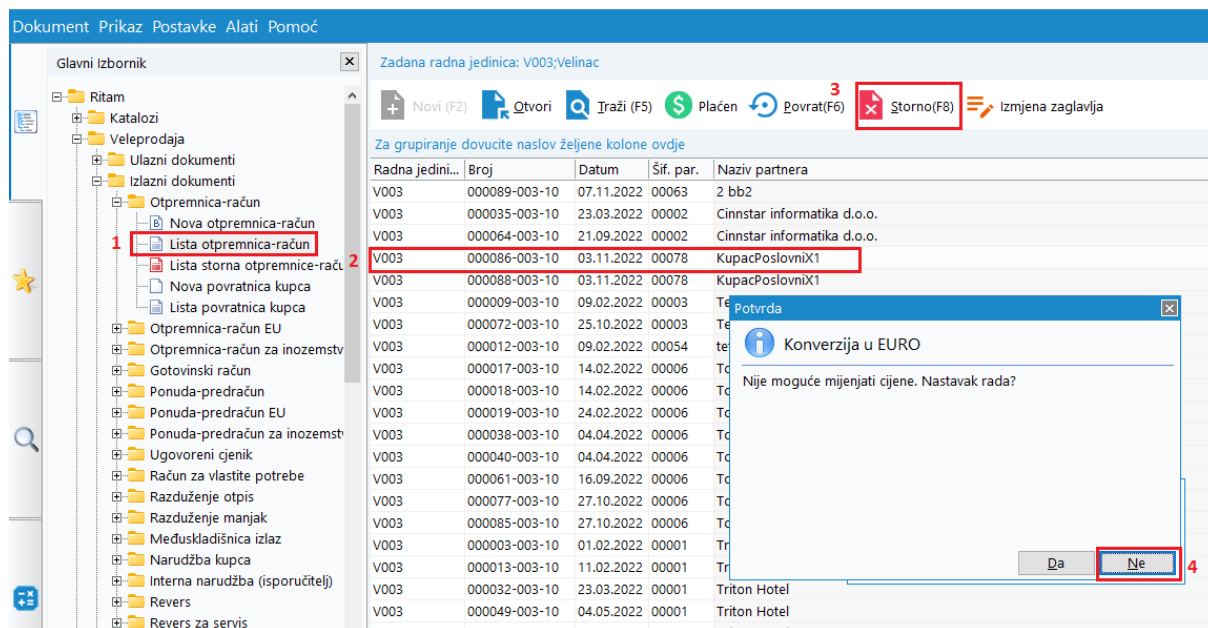 Dokument Prikaz Postavke Alati Pomoć
Glavni Izbornik
Ritam
Katalozi
Veleprodaja
Ulazni dokumenti
Izlazni dokumenti
Otpremnica-račun
Nova otpremnica-račun
1 Lista otpremnica-račun
Lista storna otpremnice-raču
Nova povratnica kupca
Lista povratnica kupca
Otpremnica-račun EU
Otpremnica-račun za inozemstv
Gotovinski račun
Ponuda-predračun
Ponuda-predračun EU
Ponuda-predračun za inozemst
Ugovoreni cjenik
Račun za vlastite potrebe
Razduženje otpis
Razduženje manjak
Međuskladišnica izlaz
Narudžba kupca
Interna narudžba (isporučitelj)
Revers
Revers za servis
Zadana radna jedinica: V003;Velinac
3
Novi (F2) Otvori Traži (F5) $ Plaćen Povrat(F6) Storno(F8) Izmjena zaglavlja
Za grupiranje dovucite naslov željene kolone ovdje
Radna jedini... Broj Datum Šif. par. Naziv partnera
V003 000089-003-10 07.11.2022 00063 2 bb2
V003 000035-003-10 23.03.2022 00002 Cinnstar informatika d.o.o.
V003 000064-003-10 21.09.2022 00002 Cinnstar informatika d.o.o.
2 V003 000086-003-10 03.11.2022 00078 KupacPoslovniX1
V003 000088-003-10 03.11.2022 00078 KupacPoslovniX1
V003 000009-003-10 09.02.2022 00003 Te
V003 000072-003-10 25.10.2022 00003 Te
V003 000012-003-10 09.02.2022 00054 te
V003 000017-003-10 14.02.2022 00006 To
V003 000018-003-10 14.02.2022 00006 To
V003 000019-003-10 24.02.2022 00006 To
V003 000038-003-10 04.04.2022 00006 To
V003 000040-003-10 04.04.2022 00006 To
V003 000061-003-10 16.09.2022 00006 To
V003 000077-003-10 27.10.2022 00006 To
V003 000085-003-10 27.10.2022 00006 To
V003 000003-003-10 01.02.2022 00001 Tr
V003 000013-003-10 11.02.2022 00001 Tr
V003 000032-003-10 23.03.2022 00001 Triton Hotel
V003 000049-003-10 04.05.2022 00001 Triton Hotel
Potvrda
Konverzija u EURO
Nije moguće mijenjati cijene. Nastavak rada?
Da Ne 4